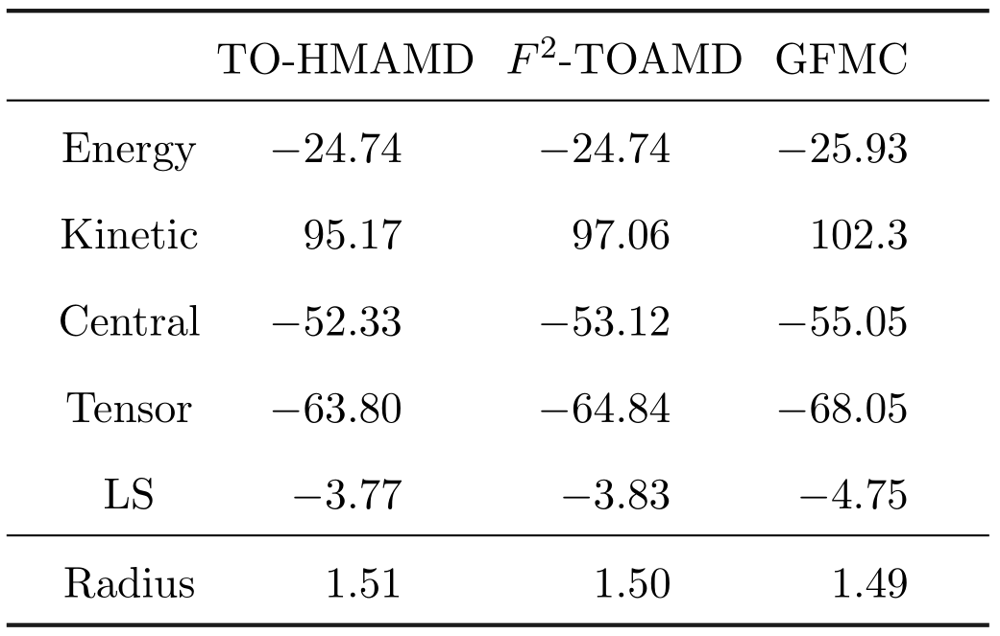 TO-HMAMD F²-TOAMD GFMC
Energy −24.74 −24.74 −25.93
Kinetic 95.17 97.06 102.3
Central −52.33 −53.12 −55.05
Tensor −63.80 −64.84 −68.05
LS −3.77 −3.83 −4.75
Radius 1.51 1.50 1.49